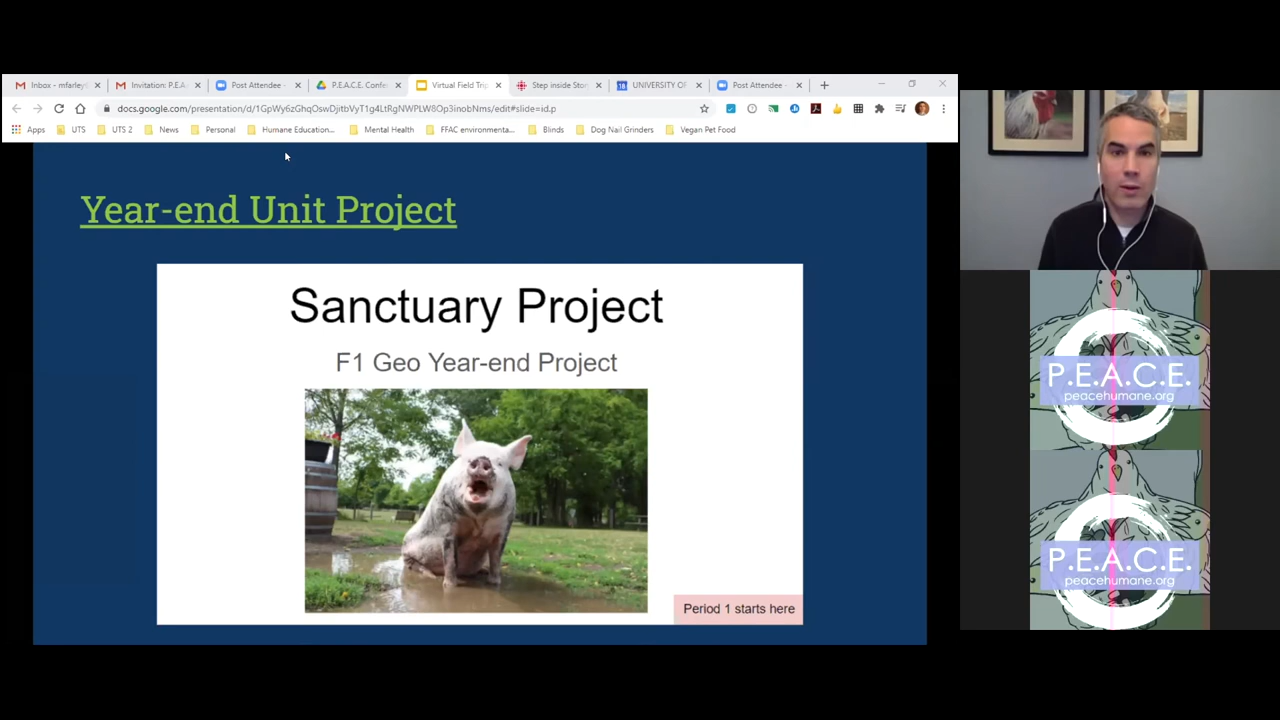 Inbox - mfarley@
Invitation: P.E.A
Post Attendee -
P.E.A.C.E. Confe
Virtual Field Trip
Step inside Stor
UNIVERSITY OF
Post Attendee -
docs.google.com/presentation/d/1GpWy6zGhqOswDjitbVyT1g4LtRgNWPLW8Op3inobNms/edit#slide=id.p
Apps UTS UTS 2 News Personal Humane Education... Mental Health FFAC environmenta... Blinds Dog Nail Grinders Vegan Pet Food
Year-end Unit Project
Sanctuary Project
F1 Geo Year-end Project
Period 1 starts here
P.E.A.C.E.
peacehumane.org
P.E.A.C.E.
peacehumane.org